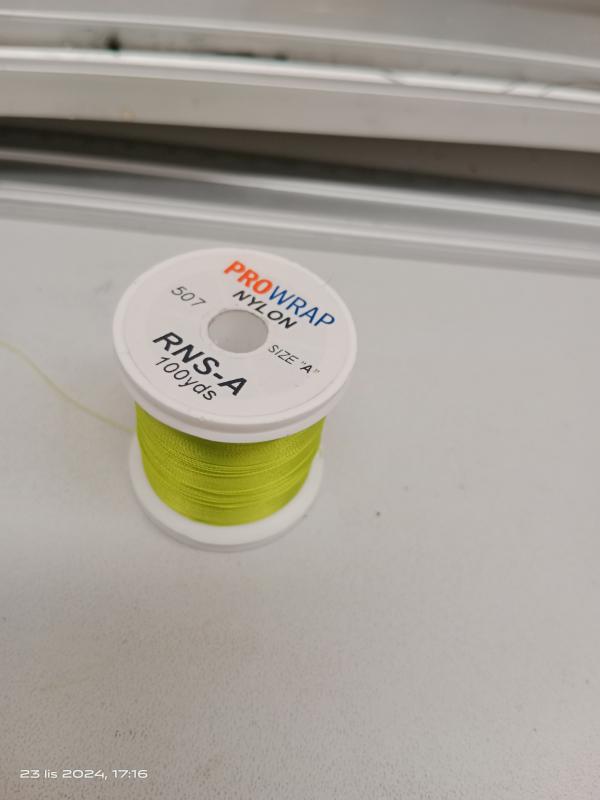 PROWRAP
NYLON
507
SIZE "A"
RNS-A
100yds
23 lis 2024, 17:16